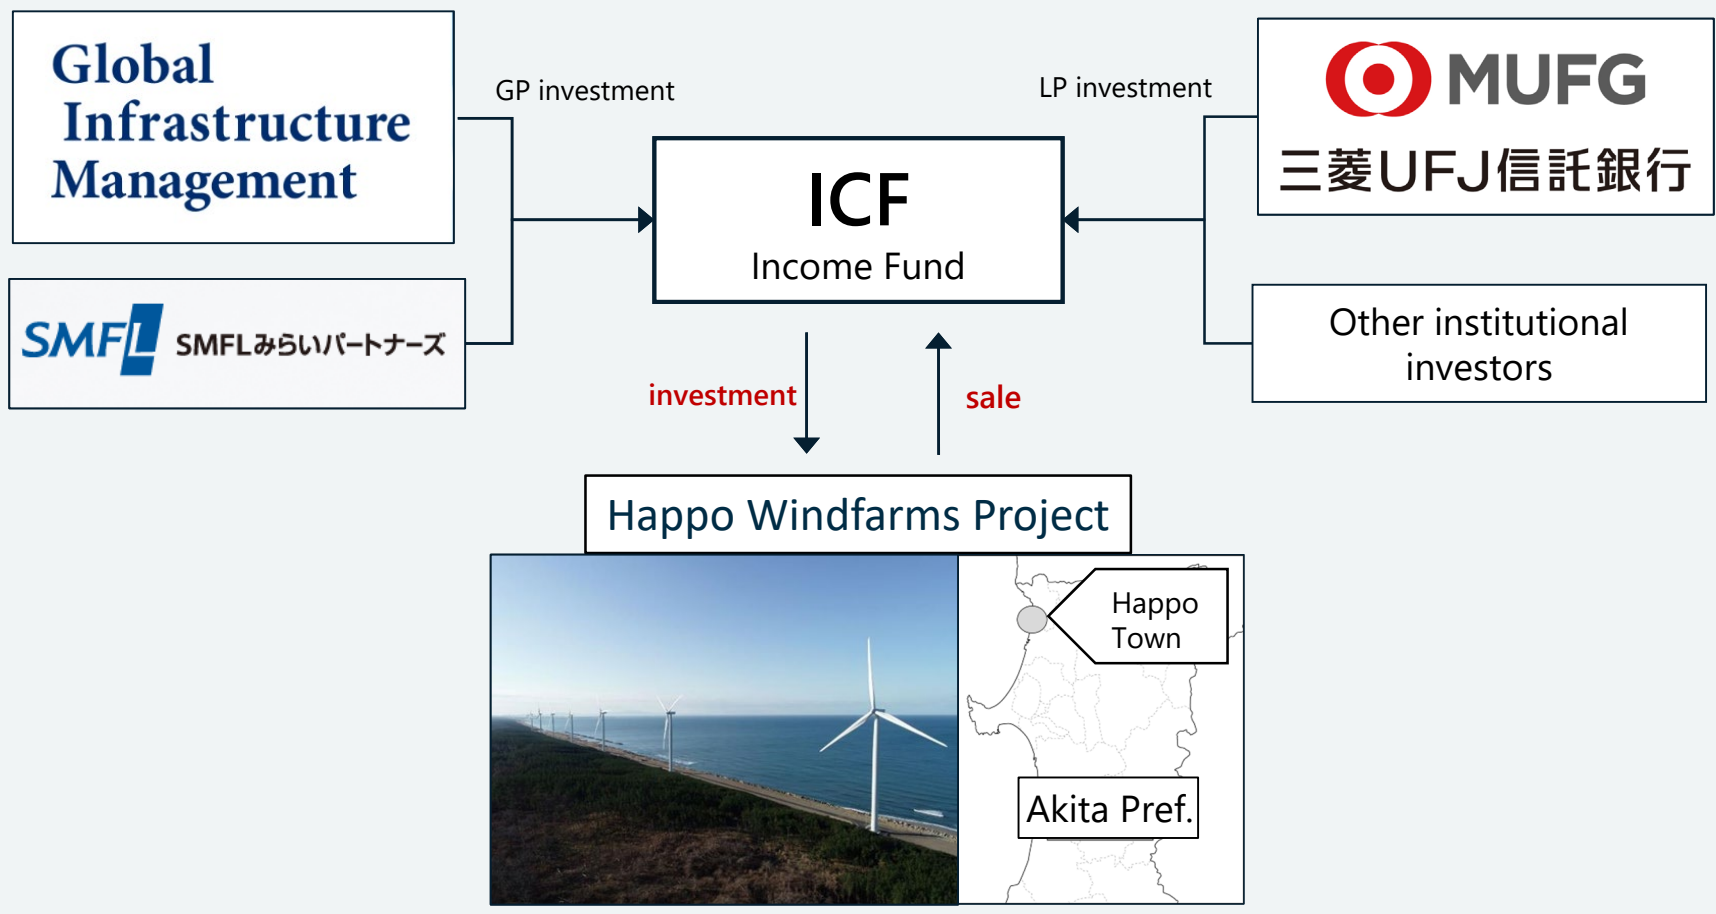 Global
Infrastructure
Management
GP investment
LP investment
MUFG
三菱UFJ信託銀行
ICF
Income Fund
SMFL SMFLみらいパートナーズ
Other institutional
investors
investment
sale
Happo Windfarms Project
Happo
Town
Akita Pref.